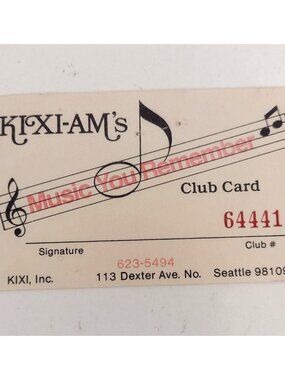 KIXI-AM's
Music You Remember
Club Card
64441
Signature Club #
623-5494
KIXI, Inc. 113 Dexter Ave. No. Seattle 98109